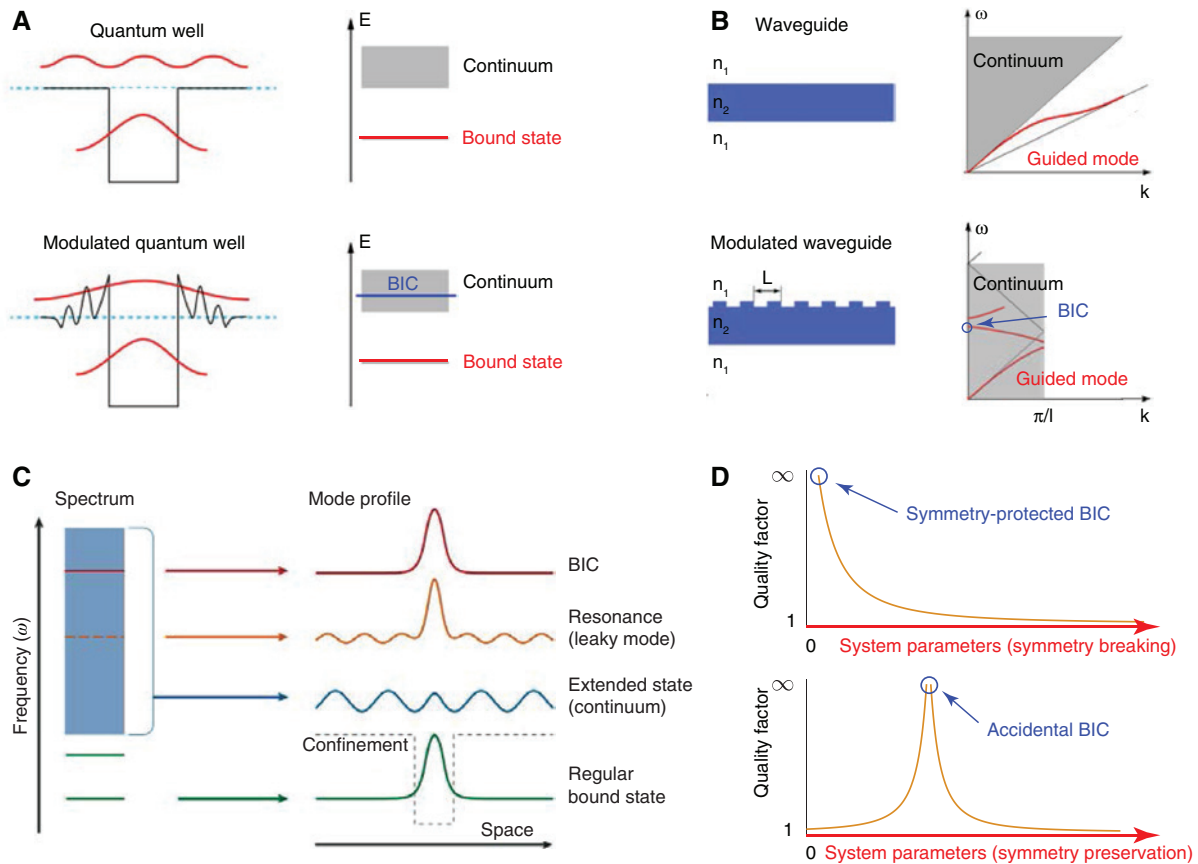 A
Quantum well
E
Continuum
Bound state
Modulated quantum well
E
BIC
Continuum
Bound state
B
Waveguide
n₁
n₂
n₁
ω
Continuum
Guided mode
k
Modulated waveguide
n₁
L
n₂
n₁
ω
Continuum
BIC
Guided mode
π/l
k
C
Spectrum
Mode profile
Frequency (ω)
BIC
Resonance
(leaky mode)
Extended state
(continuum)
Confinement
Regular
bound state
Space
D
∞
Quality factor
Symmetry-protected BIC
1
0
System parameters (symmetry breaking)
∞
Quality factor
Accidental BIC
1
0
System parameters (symmetry preservation)